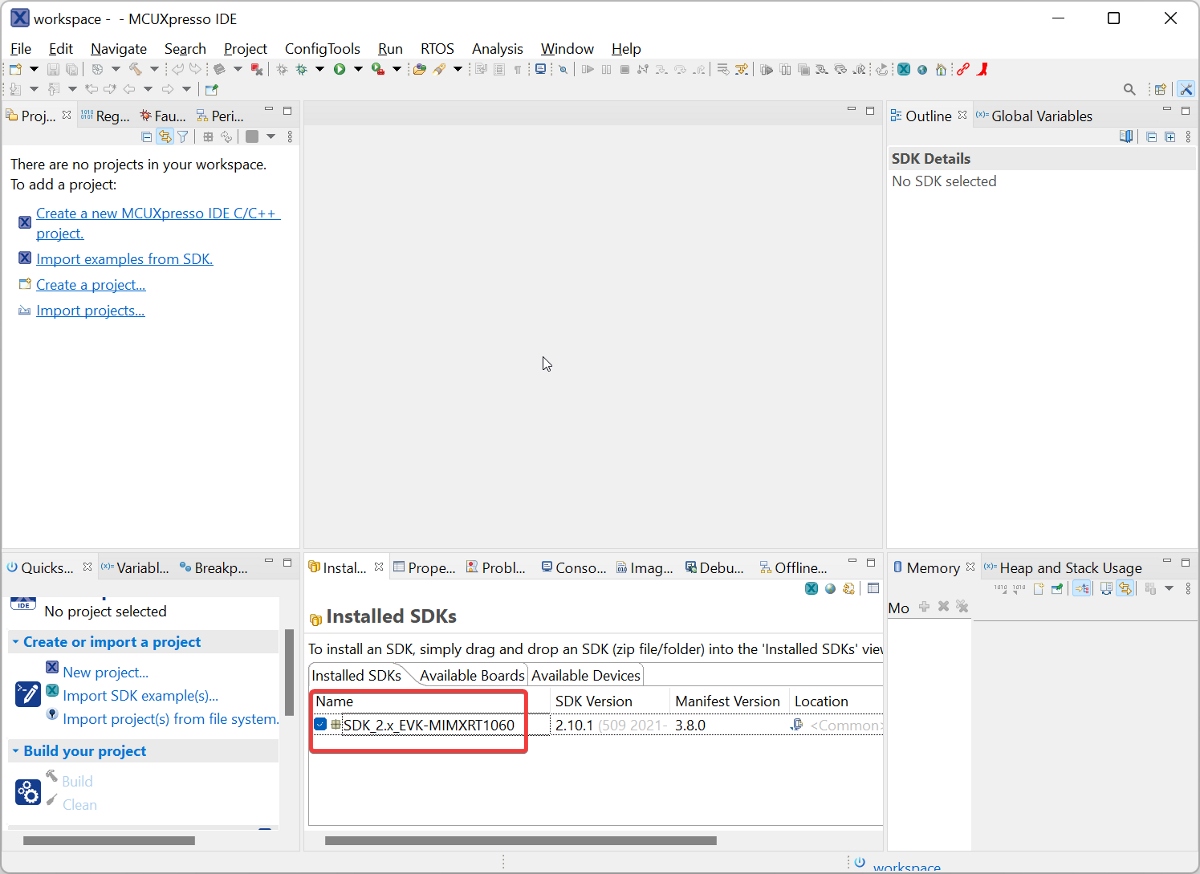 workspace -  - MCUXpresso IDE
File Edit Navigate Search Project ConfigTools Run RTOS Analysis Window Help
Proj... Reg... Fau... Peri...
There are no projects in your workspace.
To add a project:
Create a new MCUXpresso IDE C/C++
project.
Import examples from SDK.
Create a project...
Import projects...
Outline Global Variables
SDK Details
No SDK selected
Quicks... Variabl... Breakp...
IDE
No project selected
Create or import a project
New project...
Import SDK example(s)...
Import project(s) from file system.
Build your project
Build
Clean
Instal... Prope... Probl... Conso... Imag... Debu... Offline...
Installed SDKs
To install an SDK, simply drag and drop an SDK (zip file/folder) into the 'Installed SDKs' view
Installed SDKs Available Boards Available Devices
Name SDK Version Manifest Version Location
SDK_2.x_EVK-MIMXRT1060 2.10.1 (509 2021- 3.8.0 <Common>
Memory Heap and Stack Usage
Mo
workspace